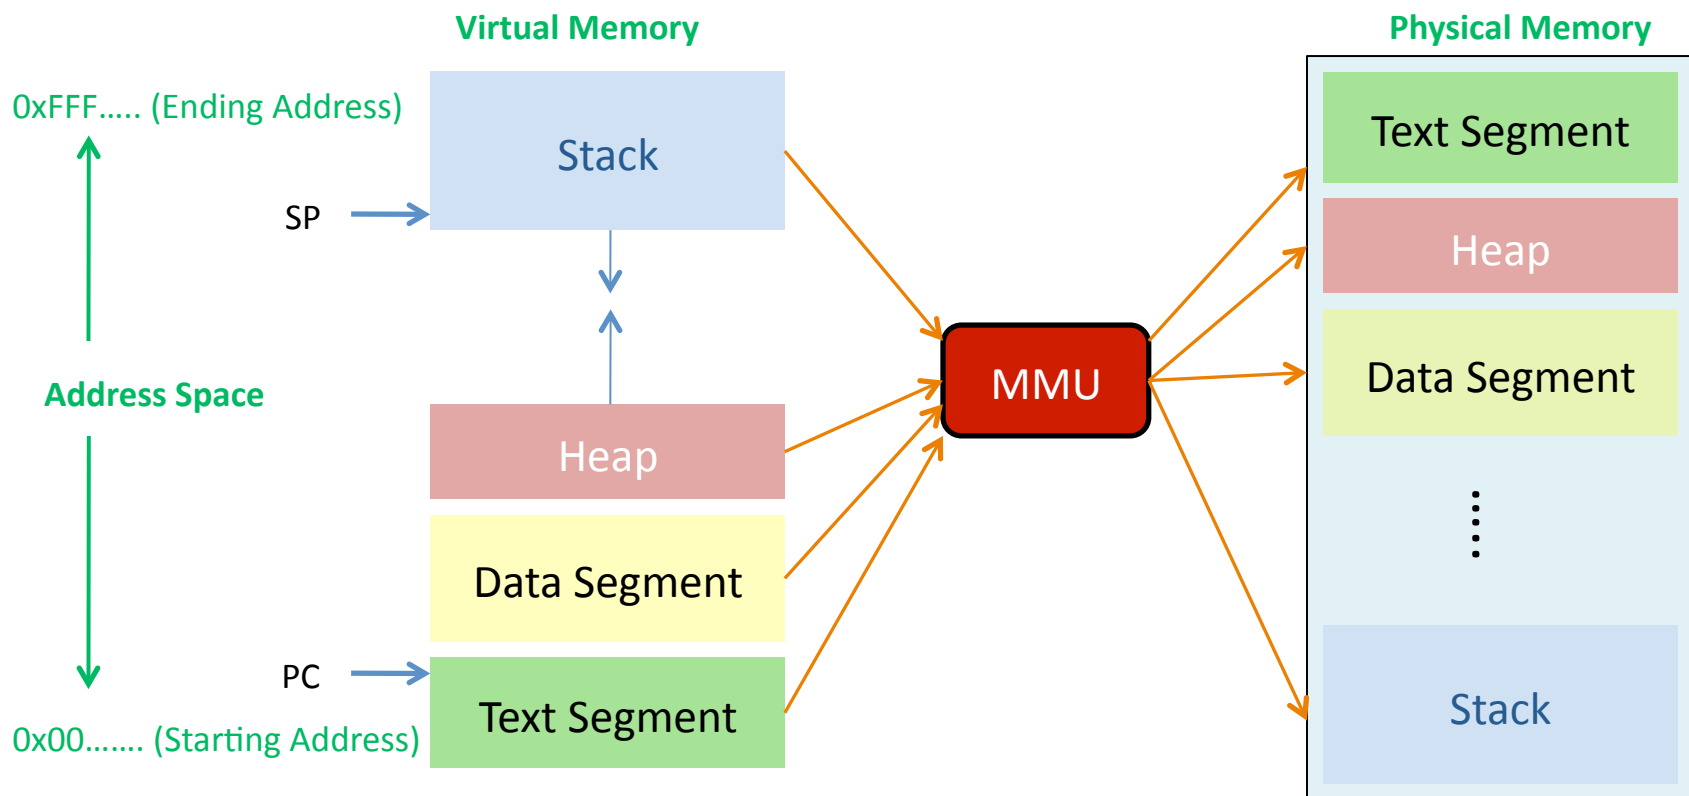 Virtual Memory
Physical Memory
0xFFF..... (Ending Address)
Stack
Text Segment
SP
Heap
MMU
Data Segment
Address Space
Heap
Data Segment
PC
Text Segment
Stack
0x00....... (Starting Address)